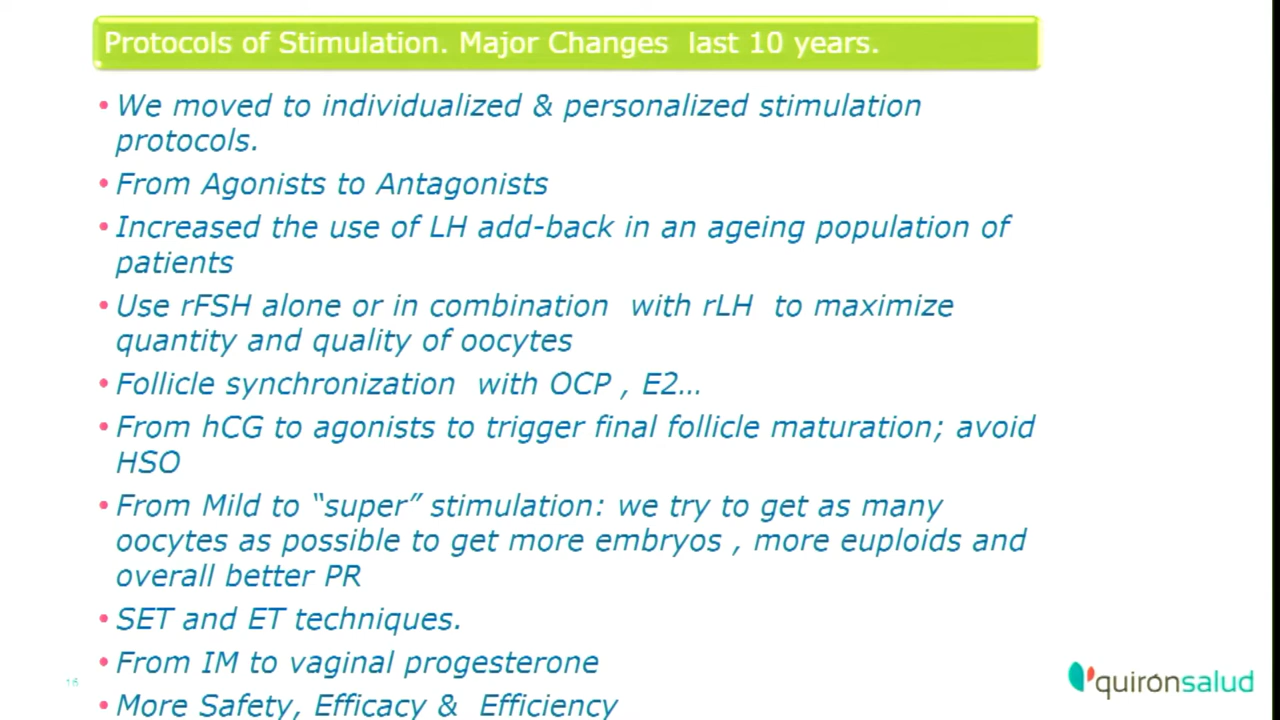 Protocols of Stimulation. Major Changes last 10 years.
• We moved to individualized & personalized stimulation
protocols.
• From Agonists to Antagonists
• Increased the use of LH add-back in an ageing population of
patients
• Use rFSH alone or in combination with rLH to maximize
quantity and quality of oocytes
• Follicle synchronization with OCP , E2...
• From hCG to agonists to trigger final follicle maturation; avoid
HSO
• From Mild to “super” stimulation: we try to get as many
oocytes as possible to get more embryos , more euploids and
overall better PR
• SET and ET techniques.
• From IM to vaginal progesterone
• More Safety, Efficacy & Efficiency
16
quirónsalud